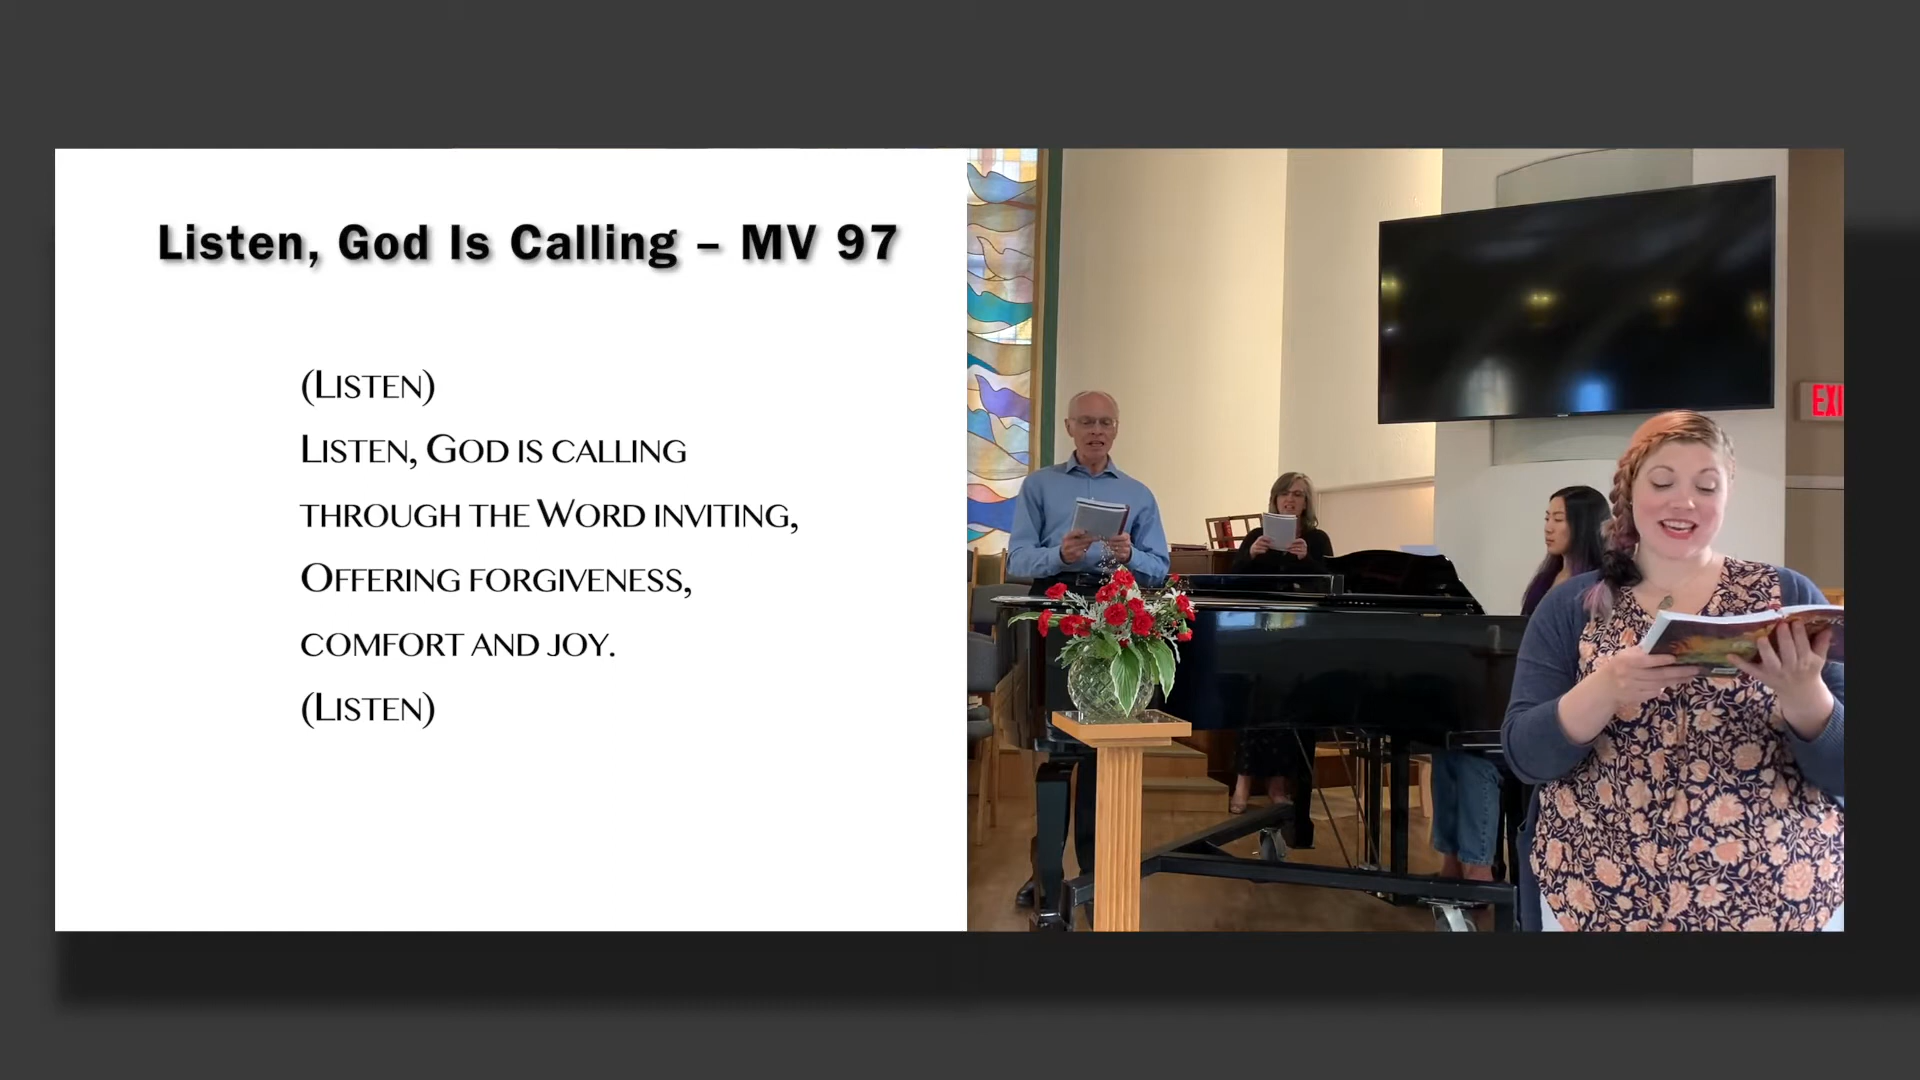 Listen, God Is Calling – MV 97
(Listen)
Listen, God is calling
through the Word inviting,
Offering forgiveness,
comfort and joy.
(Listen)
EXI